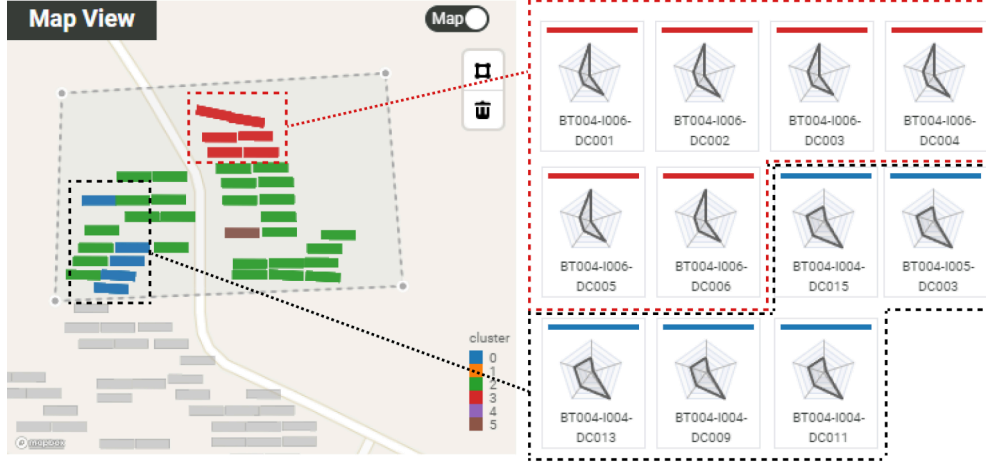 Map View
Map
BT004-I006-
DC001
BT004-I006-
DC002
BT004-I006-
DC003
BT004-I006-
DC004
BT004-I006-
DC005
BT004-I006-
DC006
BT004-I004-
DC015
BT004-I005-
DC003
BT004-I004-
DC013
BT004-I004-
DC009
BT004-I004-
DC011
cluster
0
1
2
3
4
5
mapbox